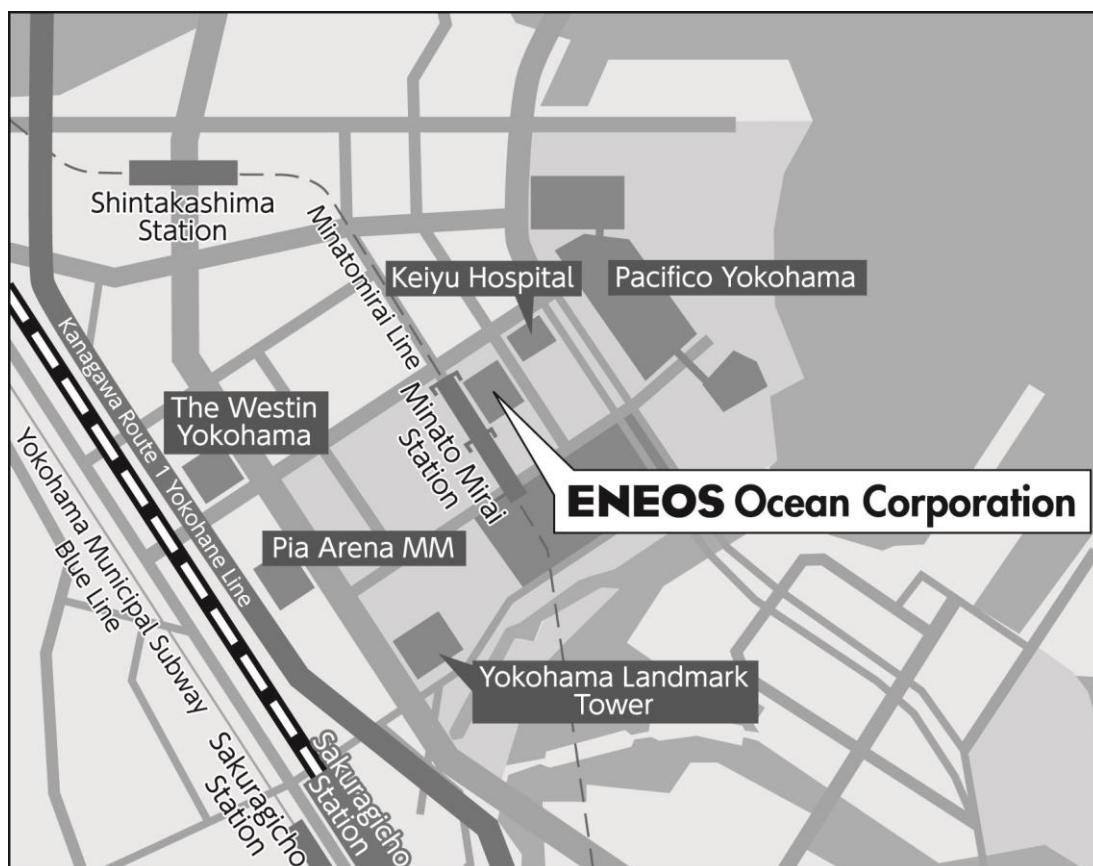 Shintakashima
Station
Minatomirai Line
Keiyu Hospital
Pacifico Yokohama
Kanagawa Route 1 Yokohane Line
The Westin
Yokohama
Minato Mirai
Station
ENEOS Ocean Corporation
Yokohama Municipal Subway
Blue Line
Pia Arena MM
Yokohama Landmark
Tower
Sakuragicho
Station
Sakuragicho
Station